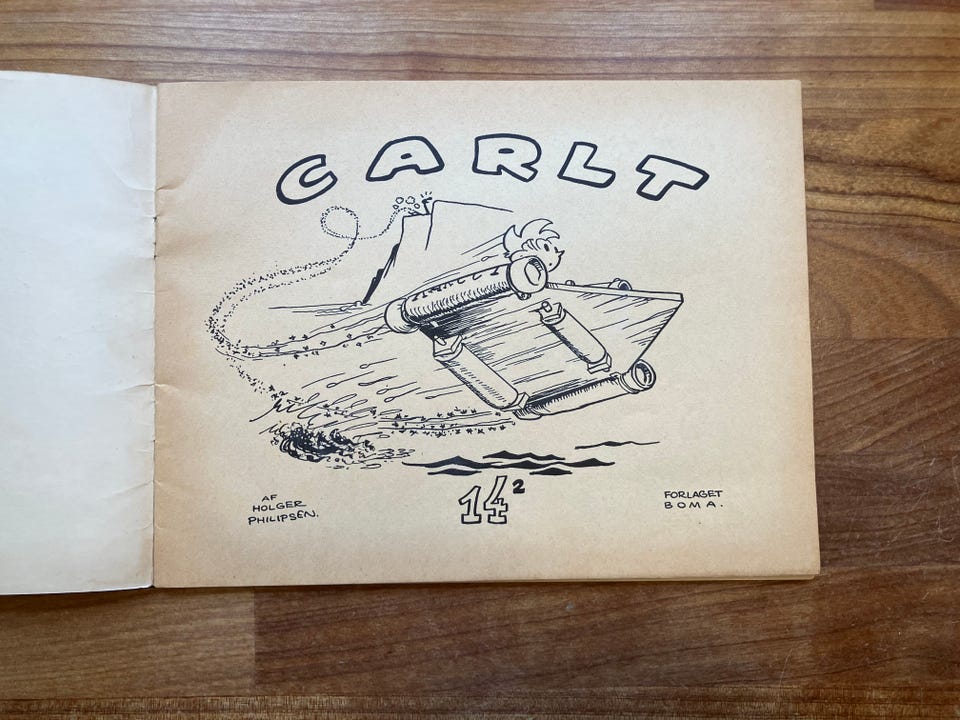 CARLT
14²
AF
HOLGER
PHILIPSEN.
FORLAGET
BOMA.